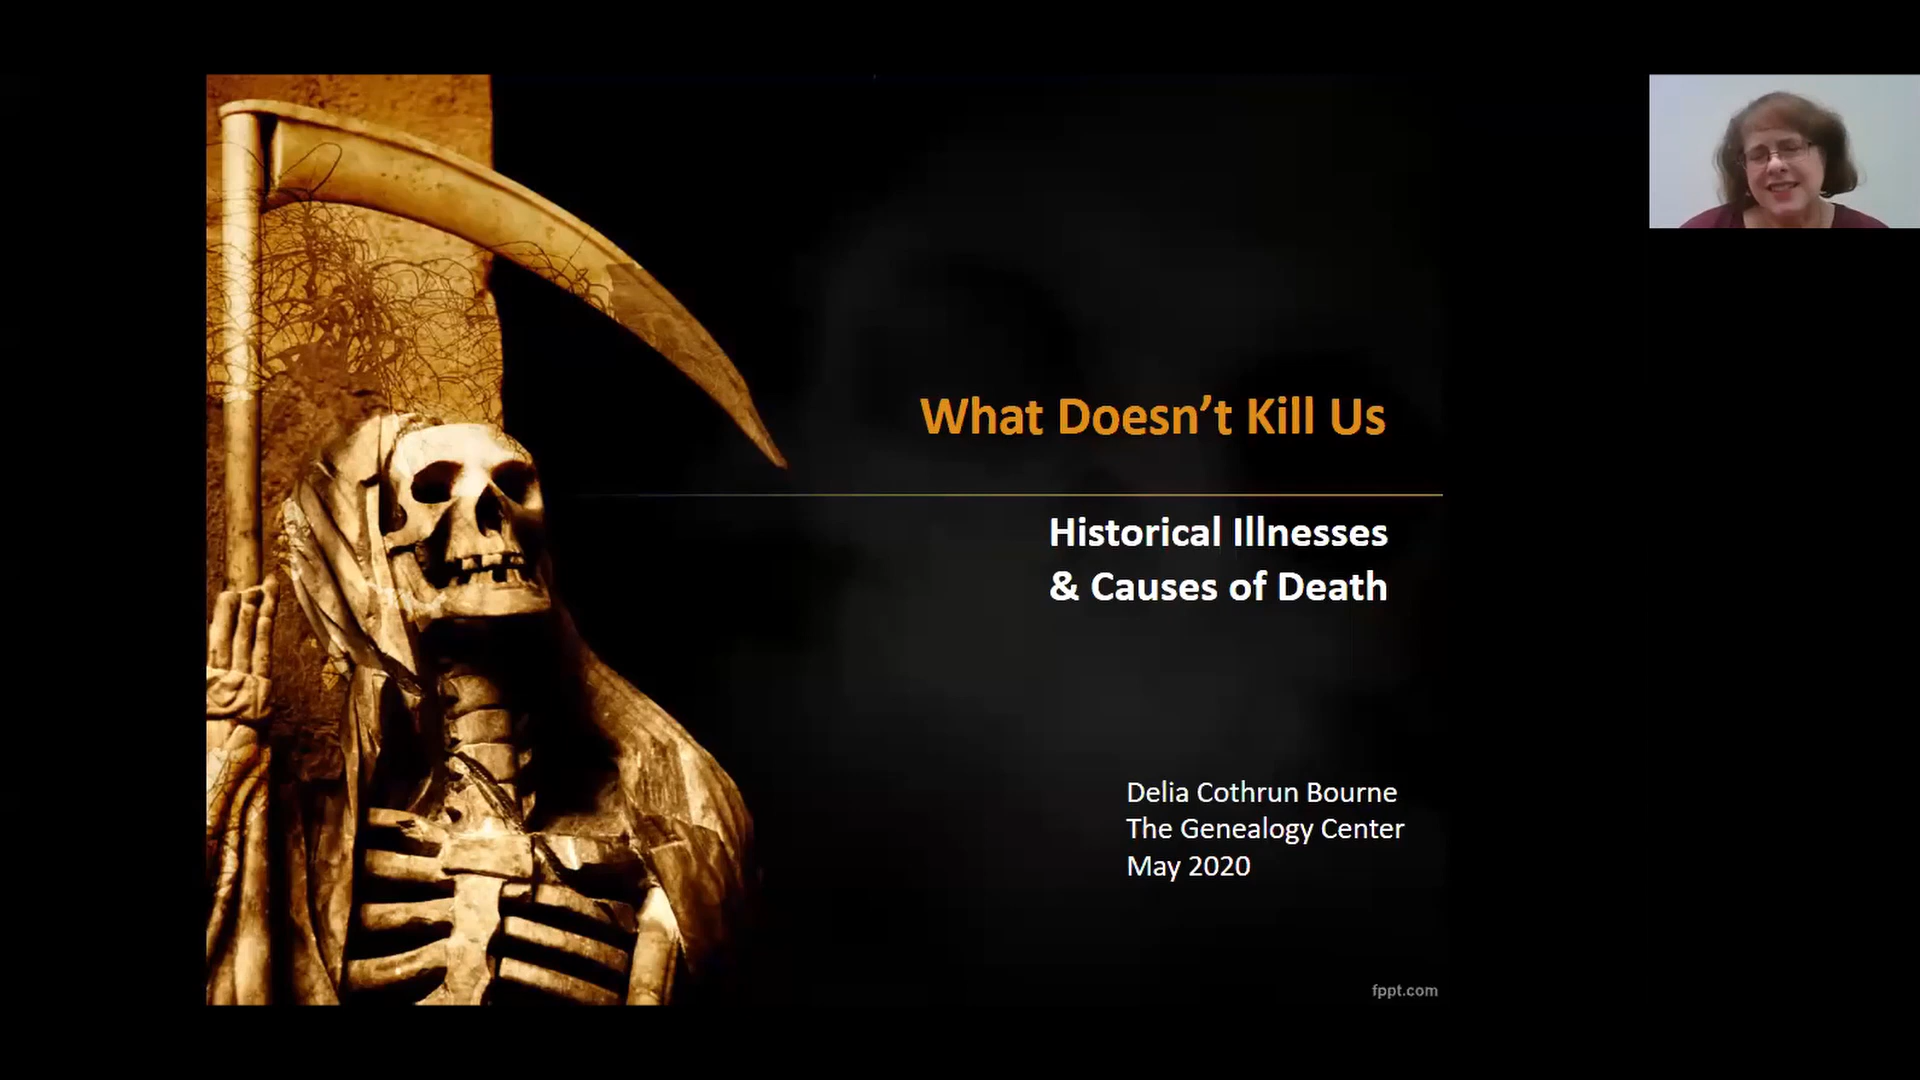 What Doesn’t Kill Us
Historical Illnesses
& Causes of Death
Delia Cothrun Bourne
The Genealogy Center
May 2020
fppt.com